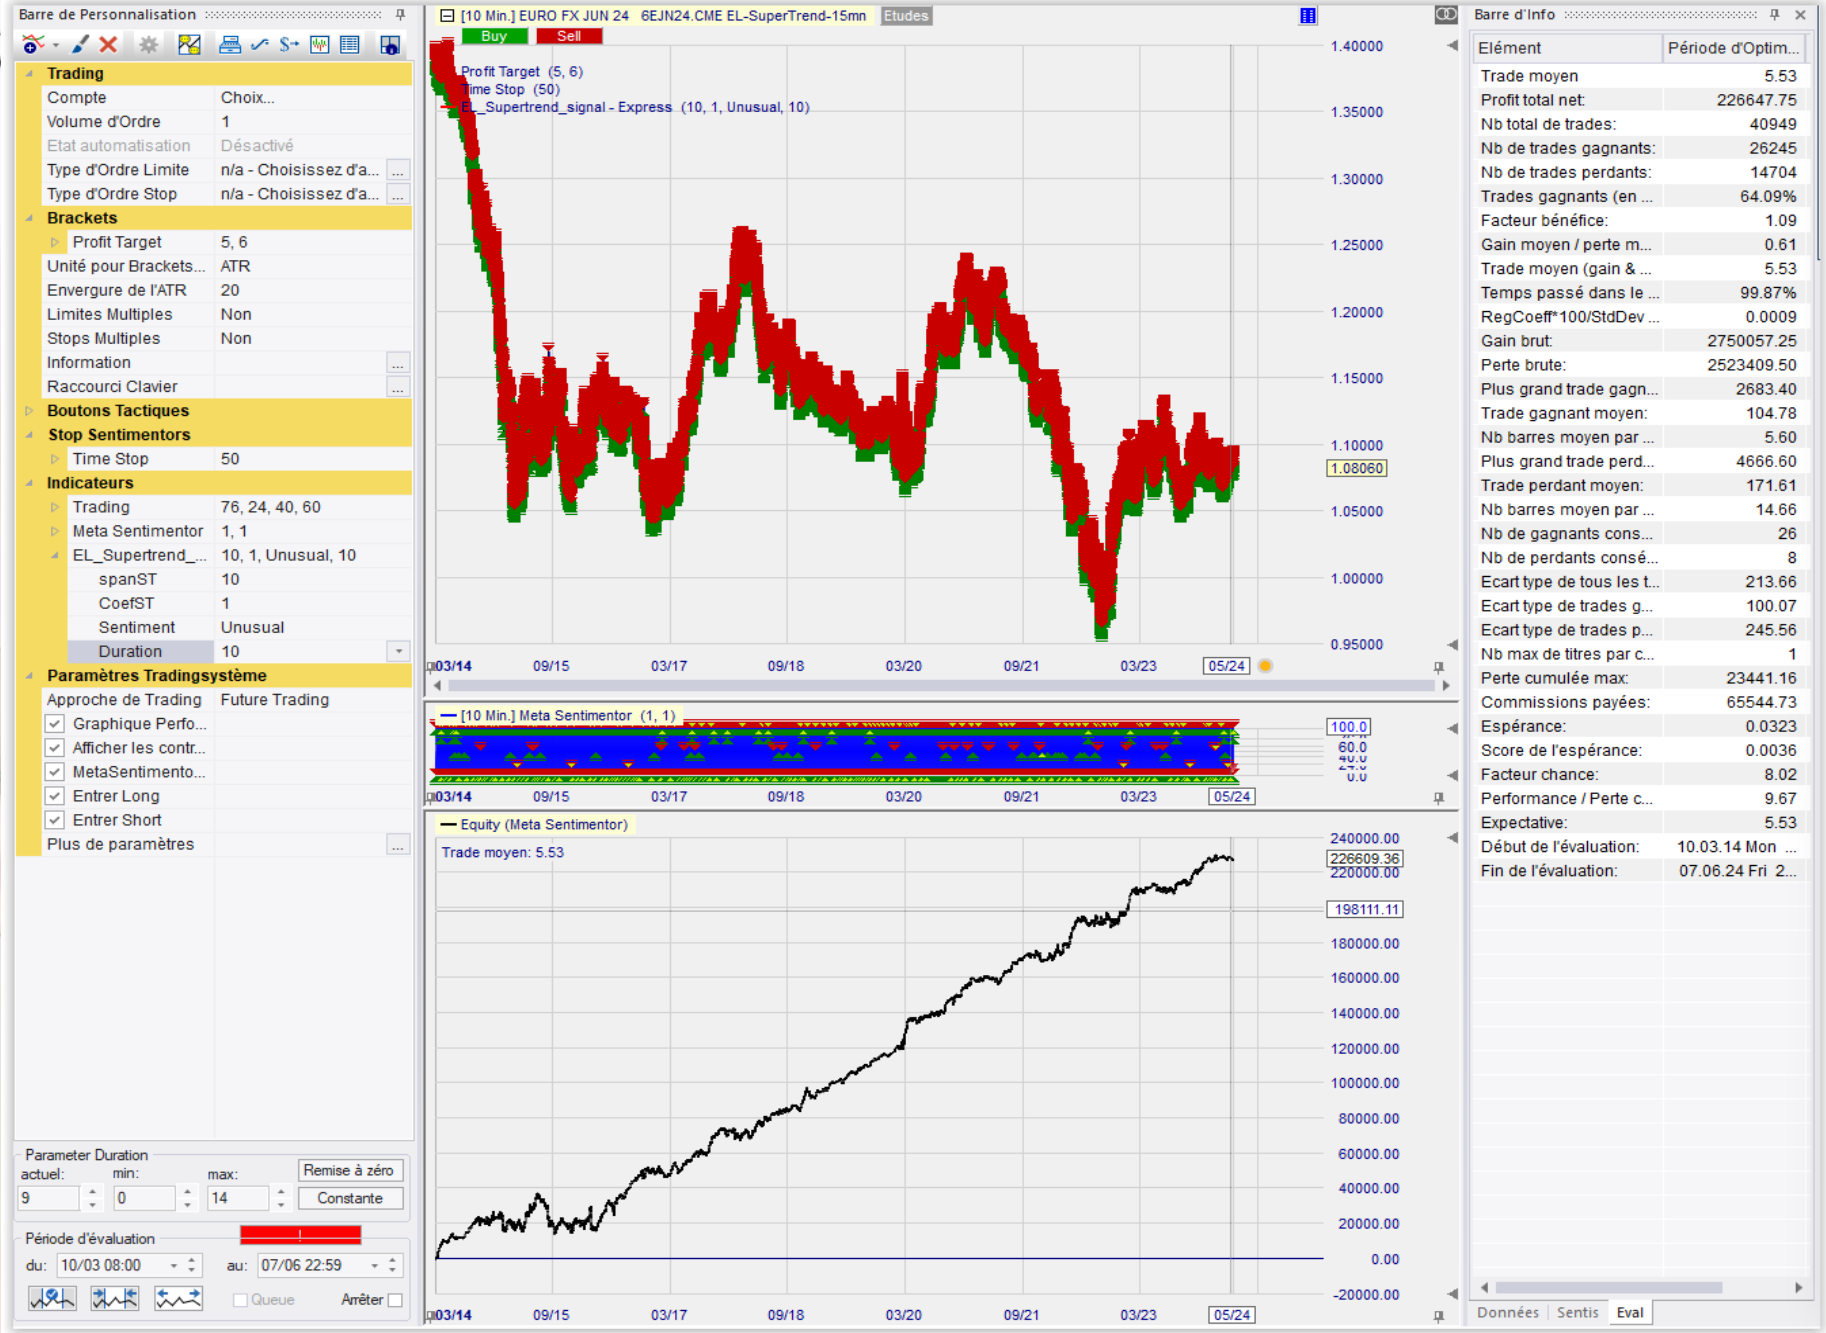 Barre de Personnalisation
Trading
Compte Choix...
Volume d'Ordre 1
Etat automatisation Désactivé
Type d'Ordre Limite n/a - Choisissez d'a... ...
Type d'Ordre Stop n/a - Choisissez d'a... ...
Brackets
Profit Target 5, 6
Unité pour Brackets... ATR
Envergure de l'ATR 20
Limites Multiples Non
Stops Multiples Non
Information ...
Raccourci Clavier ...
Boutons Tactiques
Stop Sentimentors
Time Stop 50
Indicateurs
Trading 76, 24, 40, 60
Meta Sentimentor 1, 1
EL_Supertrend_... 10, 1, Unusual, 10
spanST 10
CoefST 1
Sentiment Unusual
Duration 10
Paramètres Tradingsystème
Approche de Trading Future Trading
Graphique Perfo...
Afficher les contr...
MetaSentimento...
Entrer Long
Entrer Short
Plus de paramètres ...
Parameter Duration
actuel: min: max: Remise à zéro
9 0 14 Constante
Période d'évaluation
du: 10/03 08:00 au: 07/06 22:59
Queue Arrêter
[10 Min.] EURO FX JUN 24 6EJN24.CME EL-SuperTrend-15mn Etudes
Buy Sell
Profit Target (5, 6)
Time Stop (50)
EL_Supertrend_signal - Express (10, 1, Unusual, 10)
1.40000
1.35000
1.30000
1.25000
1.20000
1.15000
1.10000
1.08060
1.05000
1.00000
0.95000
03/14 09/15 03/17 09/18 03/20 09/21 03/23 05/24
[10 Min.] Meta Sentimentor (1, 1)
100.0
60.0
40.0
0.0
03/14 09/15 03/17 09/18 03/20 09/21 03/23 05/24
Equity (Meta Sentimentor)
Trade moyen: 5.53
240000.00
226609.36
220000.00
198111.11
180000.00
160000.00
140000.00
120000.00
100000.00
80000.00
60000.00
40000.00
20000.00
0.00
-20000.00
03/14 09/15 03/17 09/18 03/20 09/21 03/23 05/24
Barre d'Info
Elément Période d'Optim...
Trade moyen 5.53
Profit total net: 226647.75
Nb total de trades: 40949
Nb de trades gagnants: 26245
Nb de trades perdants: 14704
Trades gagnants (en ... 64.09%
Facteur bénéfice: 1.09
Gain moyen / perte m... 0.61
Trade moyen (gain & ... 5.53
Temps passé dans le ... 99.87%
RegCoeff*100/StdDev ... 0.0009
Gain brut: 2750057.25
Perte brute: 2523409.50
Plus grand trade gagn... 2683.40
Trade gagnant moyen: 104.78
Nb barres moyen par ... 5.60
Plus grand trade perd... 4666.60
Trade perdant moyen: 171.61
Nb barres moyen par ... 14.66
Nb de gagnants cons... 26
Nb de perdants consé... 8
Ecart type de tous les t... 213.66
Ecart type de trades g... 100.07
Ecart type de trades p... 245.56
Nb max de titres par c... 1
Perte cumulée max: 23441.16
Commissions payées: 65544.73
Espérance: 0.0323
Score de l'espérance: 0.0036
Facteur chance: 8.02
Performance / Perte c... 9.67
Expectative: 5.53
Début de l'évaluation: 10.03.14 Mon ...
Fin de l'évaluation: 07.06.24 Fri 2...
Données Sentis Eval